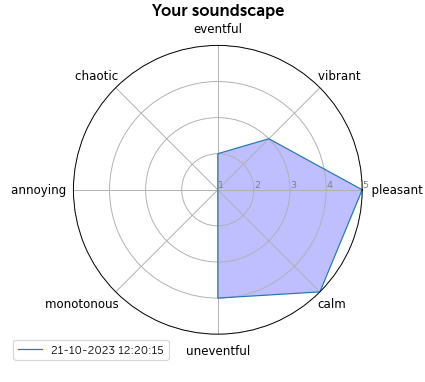 Your soundscape
eventful
chaotic
vibrant
annoying
1 2 3 4 5
pleasant
monotonous
calm
uneventful
21-10-2023 12:20:15